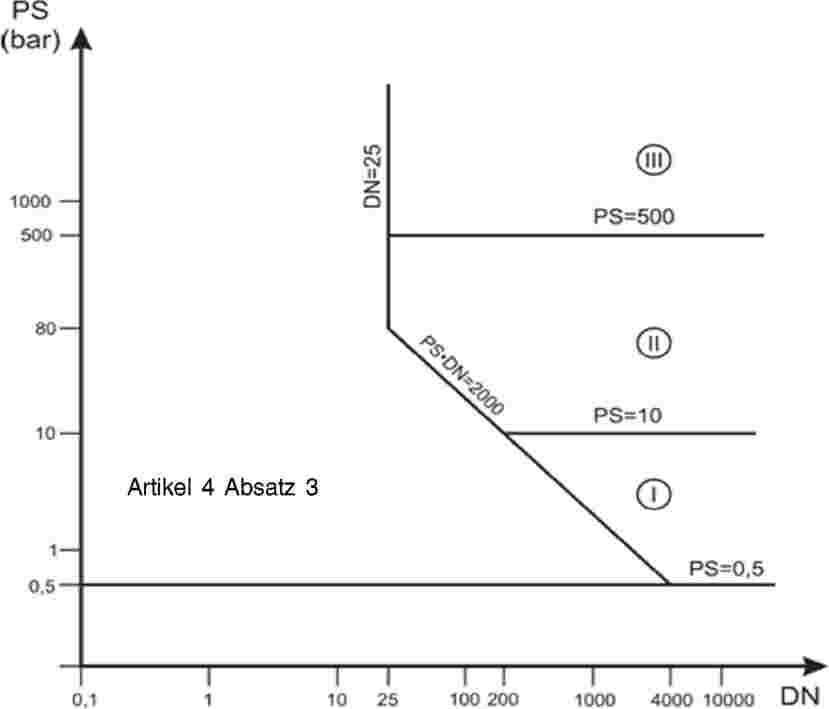 PS
(bar)
DN=25
III
1000
PS=500
500
80
II
PS•DN=2000
PS=10
10
Artikel 4 Absatz 3
I
1
PS=0,5
0,5
0,1 1 10 25 100 200 1000 4000 10000 DN